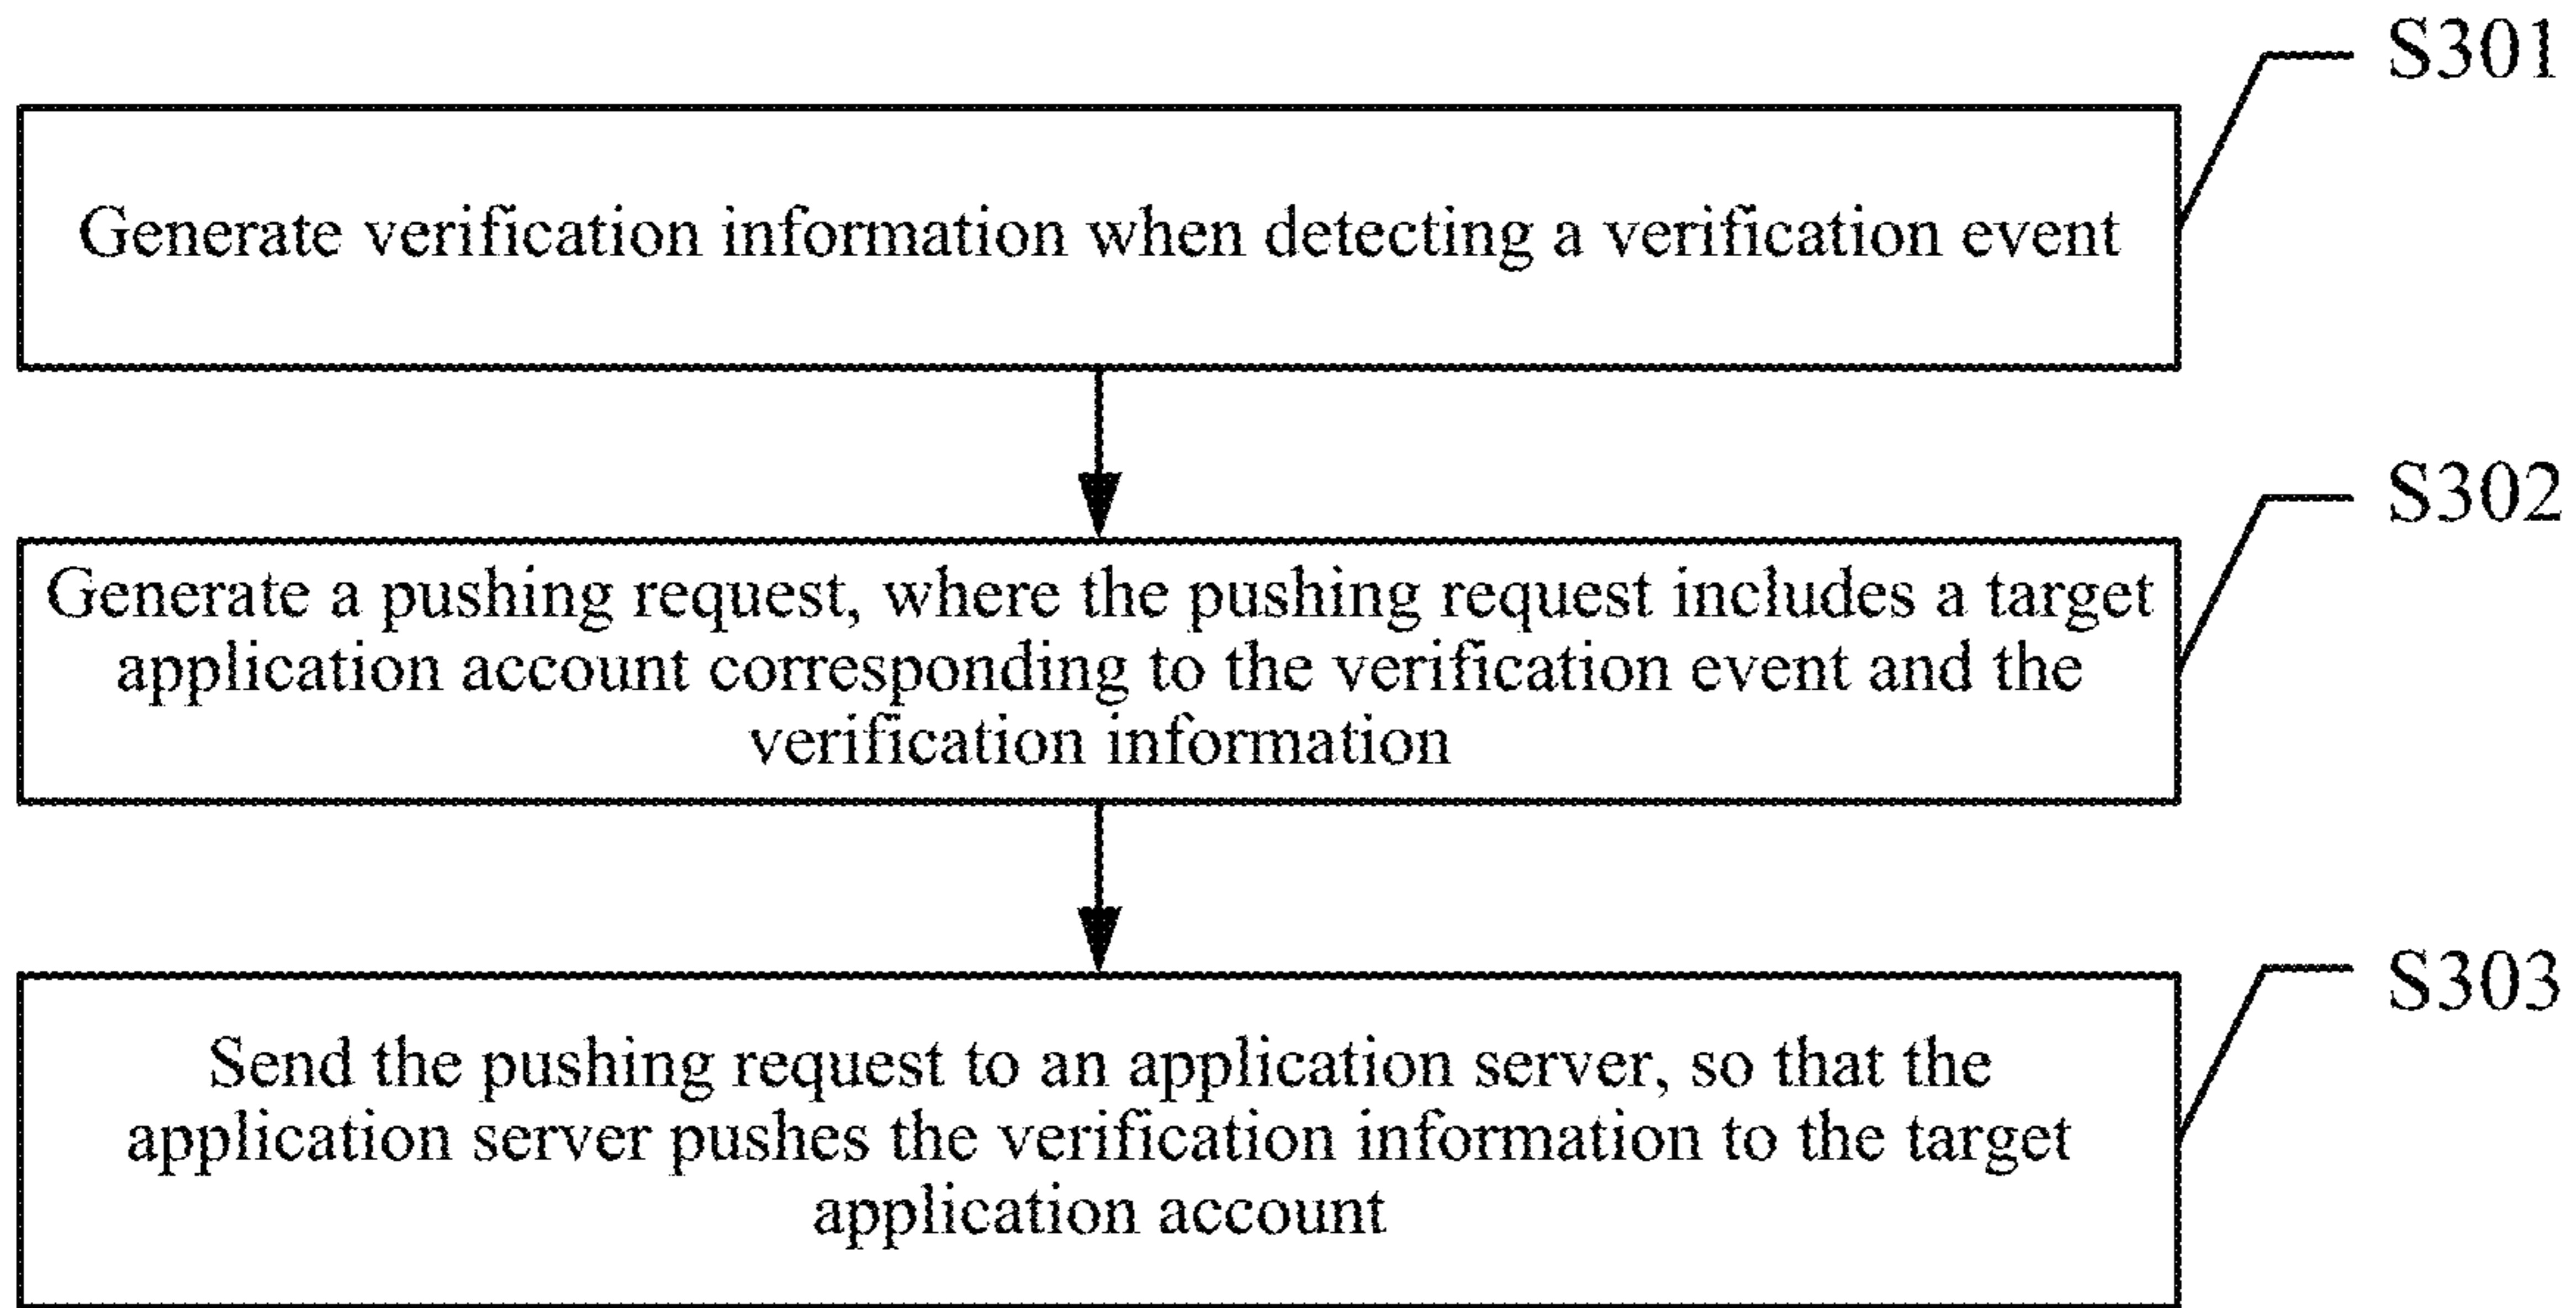 S301
Generate verification information when detecting a verification event
S302
Generate a pushing request, where the pushing request includes a target
application account corresponding to the verification event and the
verification information
S303
Send the pushing request to an application server, so that the
application server pushes the verification information to the target
application account